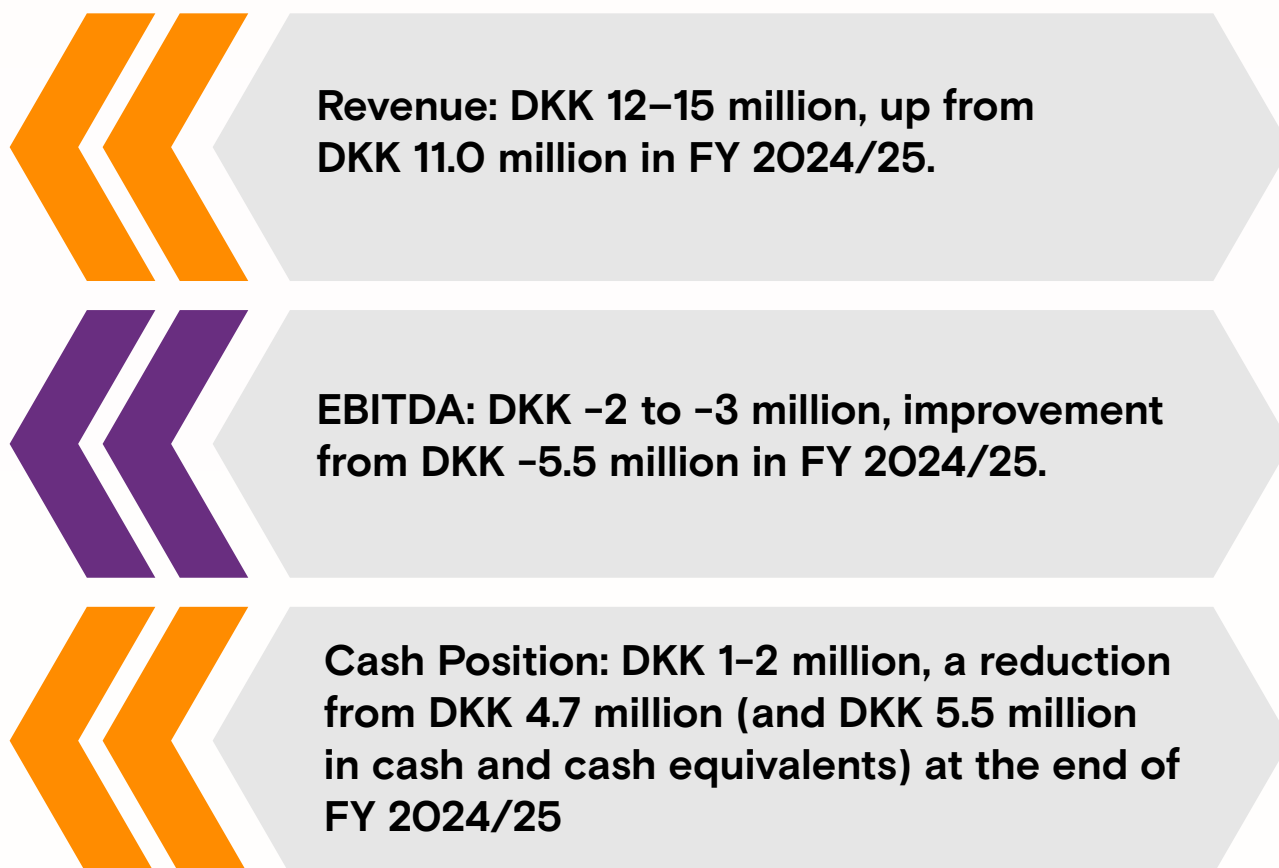 Revenue: DKK 12–15 million, up from
DKK 11.0 million in FY 2024/25.
EBITDA: DKK -2 to -3 million, improvement
from DKK -5.5 million in FY 2024/25.
Cash Position: DKK 1-2 million, a reduction
from DKK 4.7 million (and DKK 5.5 million
in cash and cash equivalents) at the end of
FY 2024/25